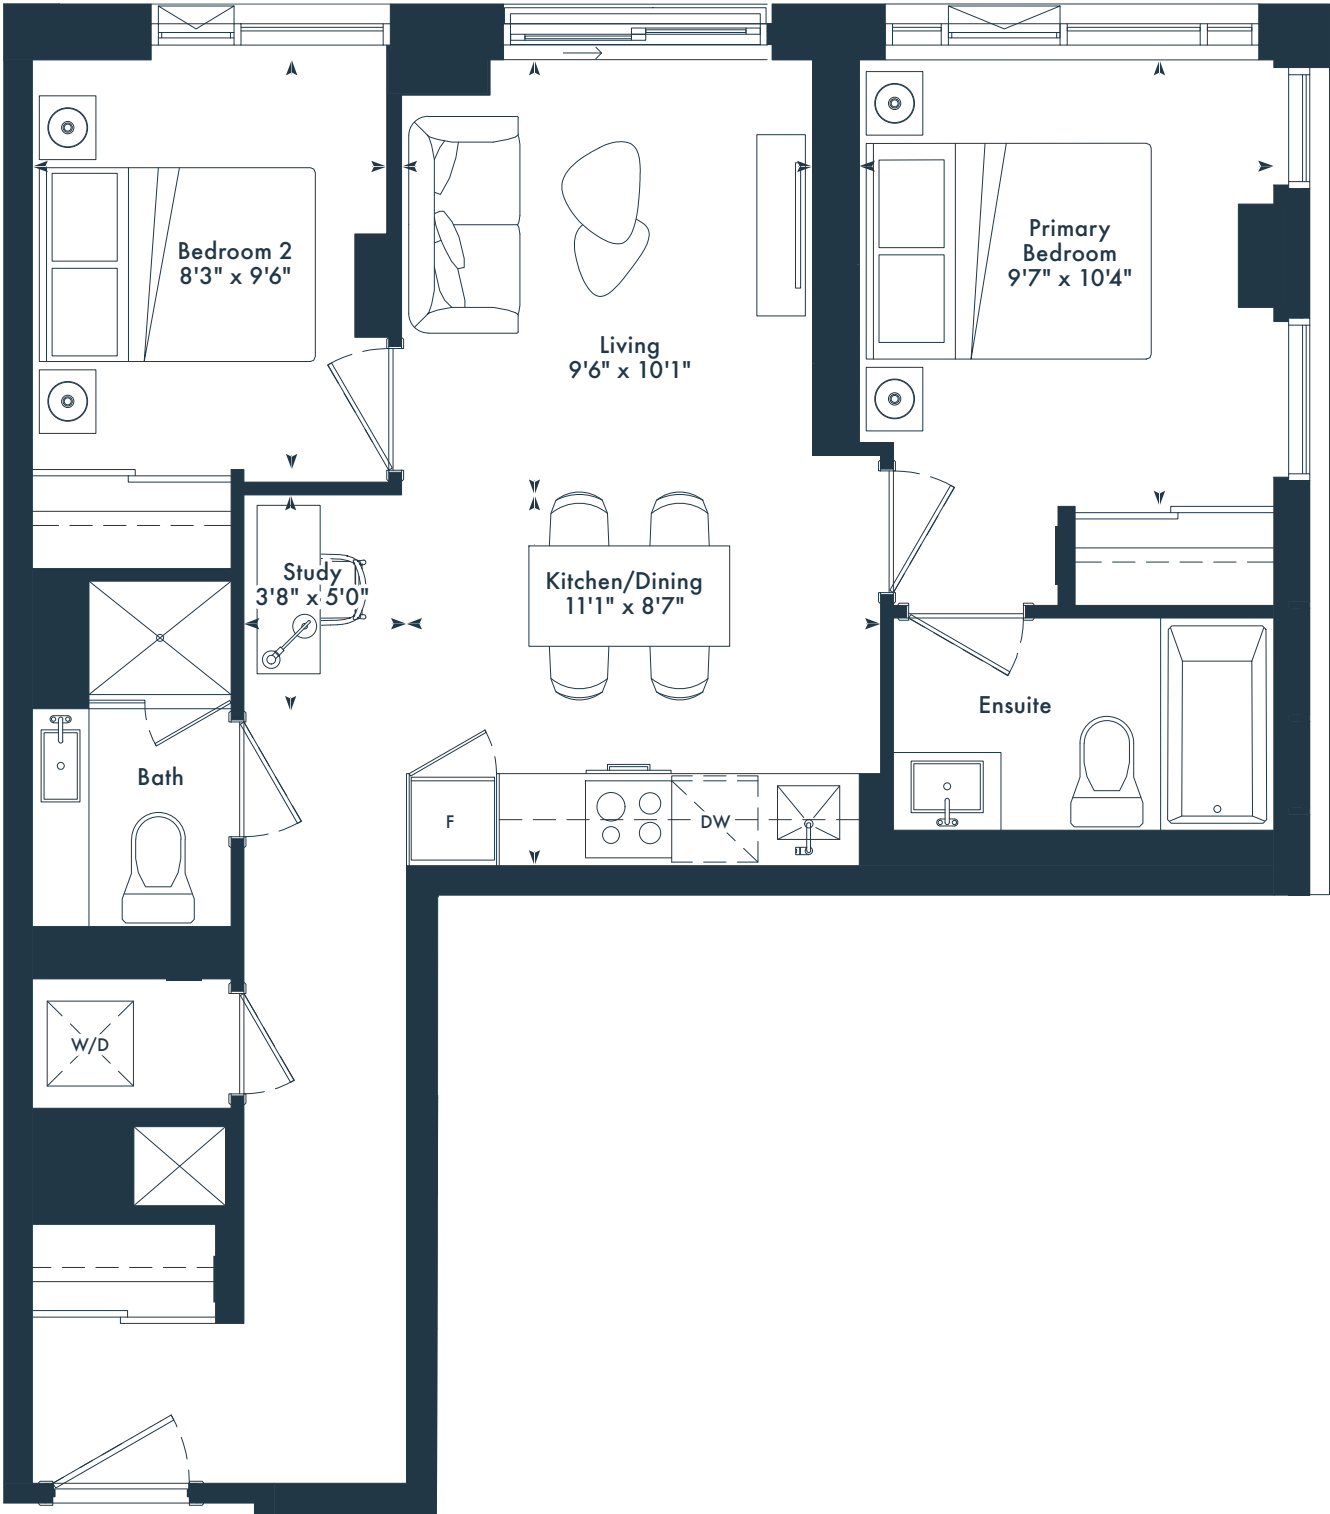 Bedroom 2
8'3" x 9'6"
Primary
Bedroom
9'7" x 10'4"
Living
9'6" x 10'1"
Study
3'8" x 5'0"
Kitchen/Dining
11'1" x 8'7"
Ensuite
Bath
F
DW
W/D